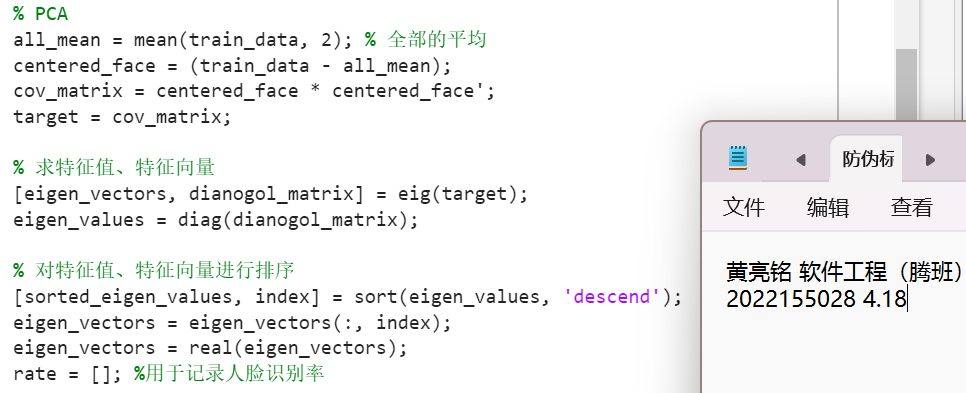 % PCA
all_mean = mean(train_data, 2); % 全部的平均
centered_face = (train_data - all_mean);
cov_matrix = centered_face * centered_face';
target = cov_matrix;
% 求特征值、特征向量
[eigen_vectors, dianogol_matrix] = eig(target);
eigen_values = diag(dianogol_matrix);
% 对特征值、特征向量进行排序
[sorted_eigen_values, index] = sort(eigen_values, 'descend');
eigen_vectors = eigen_vectors(:, index);
eigen_vectors = real(eigen_vectors);
rate = []; %用于记录人脸识别率
防伪标
文件 编辑 查看
黄亮铭 软件工程（腾班）
2022155028 4.18